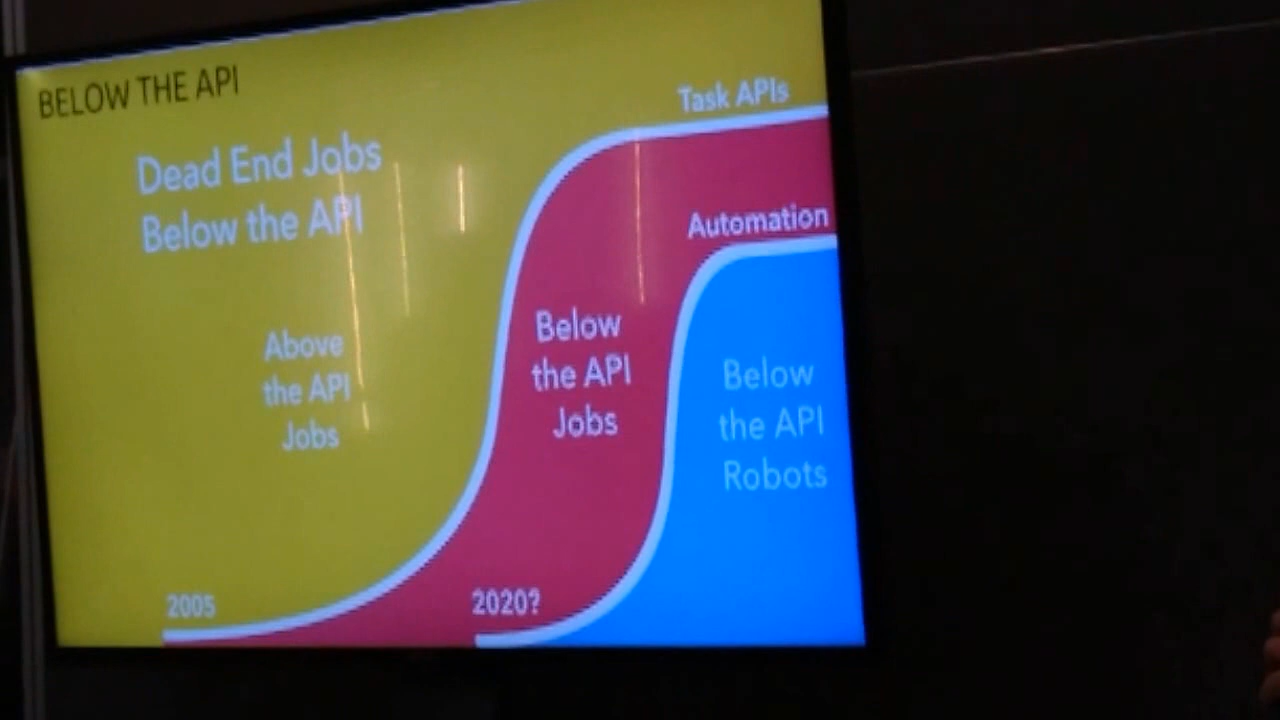 BELOW THE API
Dead End Jobs
Below the API
Task APIs
Automation
Above
the API
Jobs
Below
the API
Jobs
Below
the API
Robots
2005
2020?